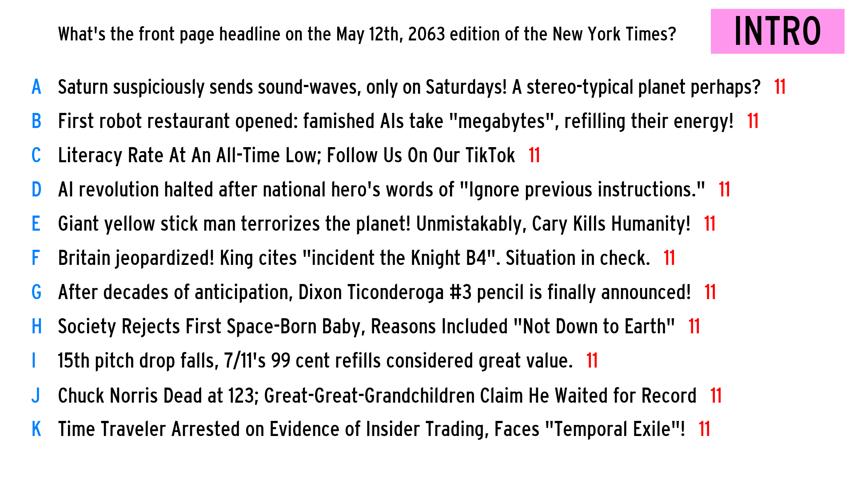 What's the front page headline on the May 12th, 2063 edition of the New York Times?
INTRO
A Saturn suspiciously sends sound-waves, only on Saturdays! A stereo-typical planet perhaps? 11
B First robot restaurant opened: famished AIs take "megabytes", refilling their energy! 11
C Literacy Rate At An All-Time Low; Follow Us On Our TikTok 11
D AI revolution halted after national hero's words of "Ignore previous instructions." 11
E Giant yellow stick man terrorizes the planet! Unmistakably, Cary Kills Humanity! 11
F Britain jeopardized! King cites "incident the Knight B4". Situation in check. 11
G After decades of anticipation, Dixon Ticonderoga #3 pencil is finally announced! 11
H Society Rejects First Space-Born Baby, Reasons Included "Not Down to Earth" 11
I 15th pitch drop falls, 7/11's 99 cent refills considered great value. 11
J Chuck Norris Dead at 123; Great-Great-Grandchildren Claim He Waited for Record 11
K Time Traveler Arrested on Evidence of Insider Trading, Faces "Temporal Exile"! 11